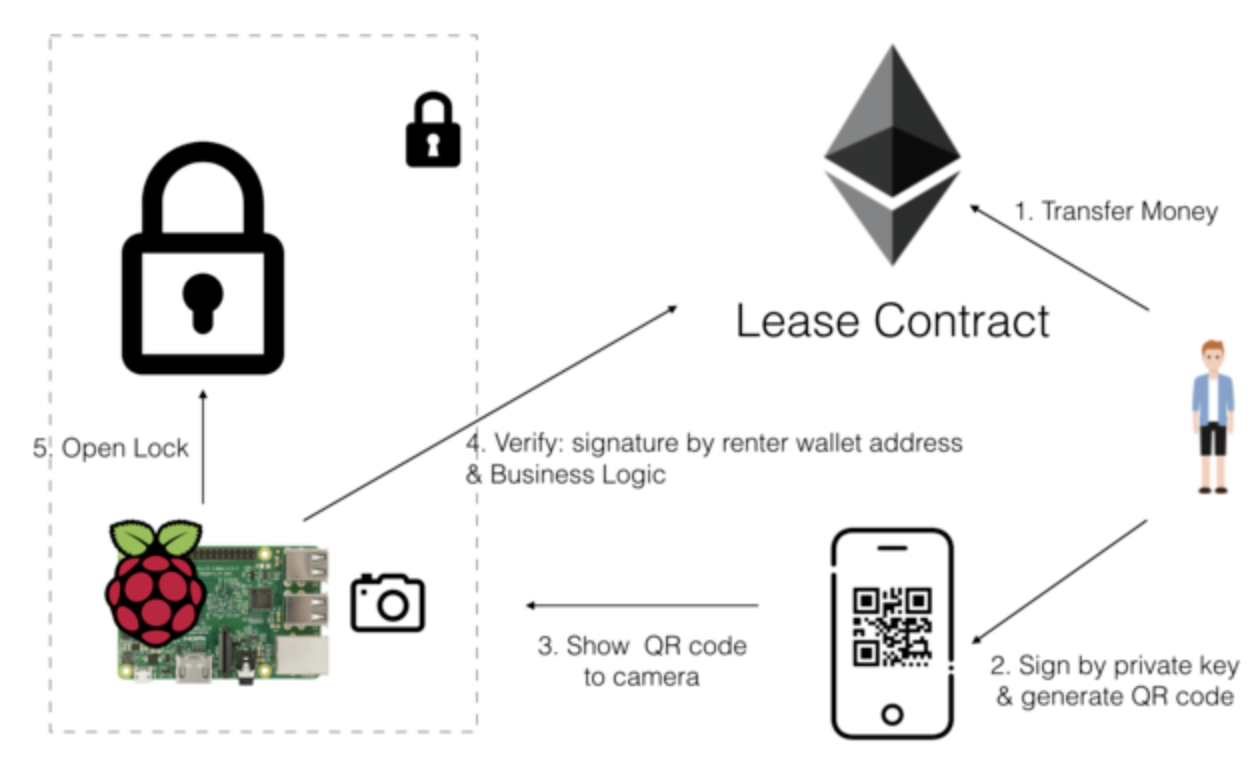 1. Transfer Money
Lease Contract
5. Open Lock
4. Verify: signature by renter wallet address
& Business Logic
3. Show QR code
to camera
2. Sign by private key
& generate QR code